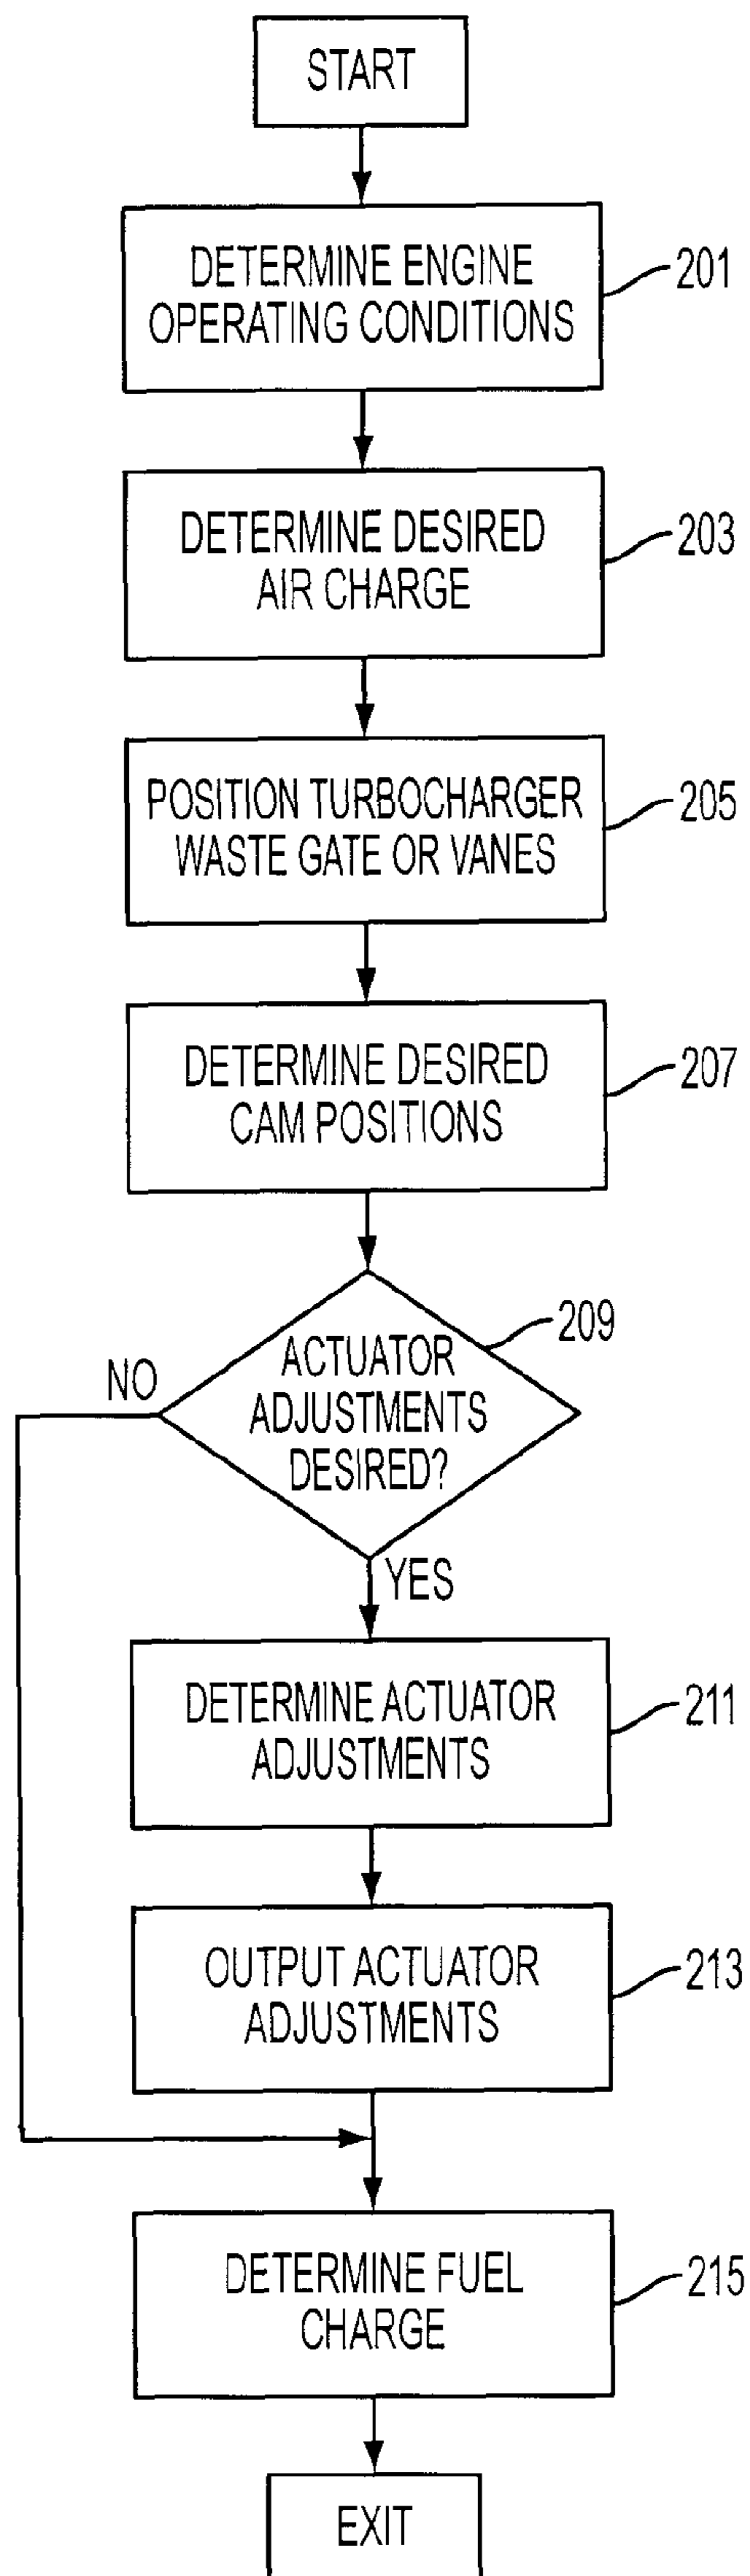 START
DETERMINE ENGINE
OPERATING CONDITIONS
201
DETERMINE DESIRED
AIR CHARGE
203
POSITION TURBOCHARGER
WASTE GATE OR VANES
205
DETERMINE DESIRED
CAM POSITIONS
207
209
ACTUATOR
ADJUSTMENTS
DESIRED?
NO
YES
DETERMINE ACTUATOR
ADJUSTMENTS
211
OUTPUT ACTUATOR
ADJUSTMENTS
213
DETERMINE FUEL
CHARGE
215
EXIT